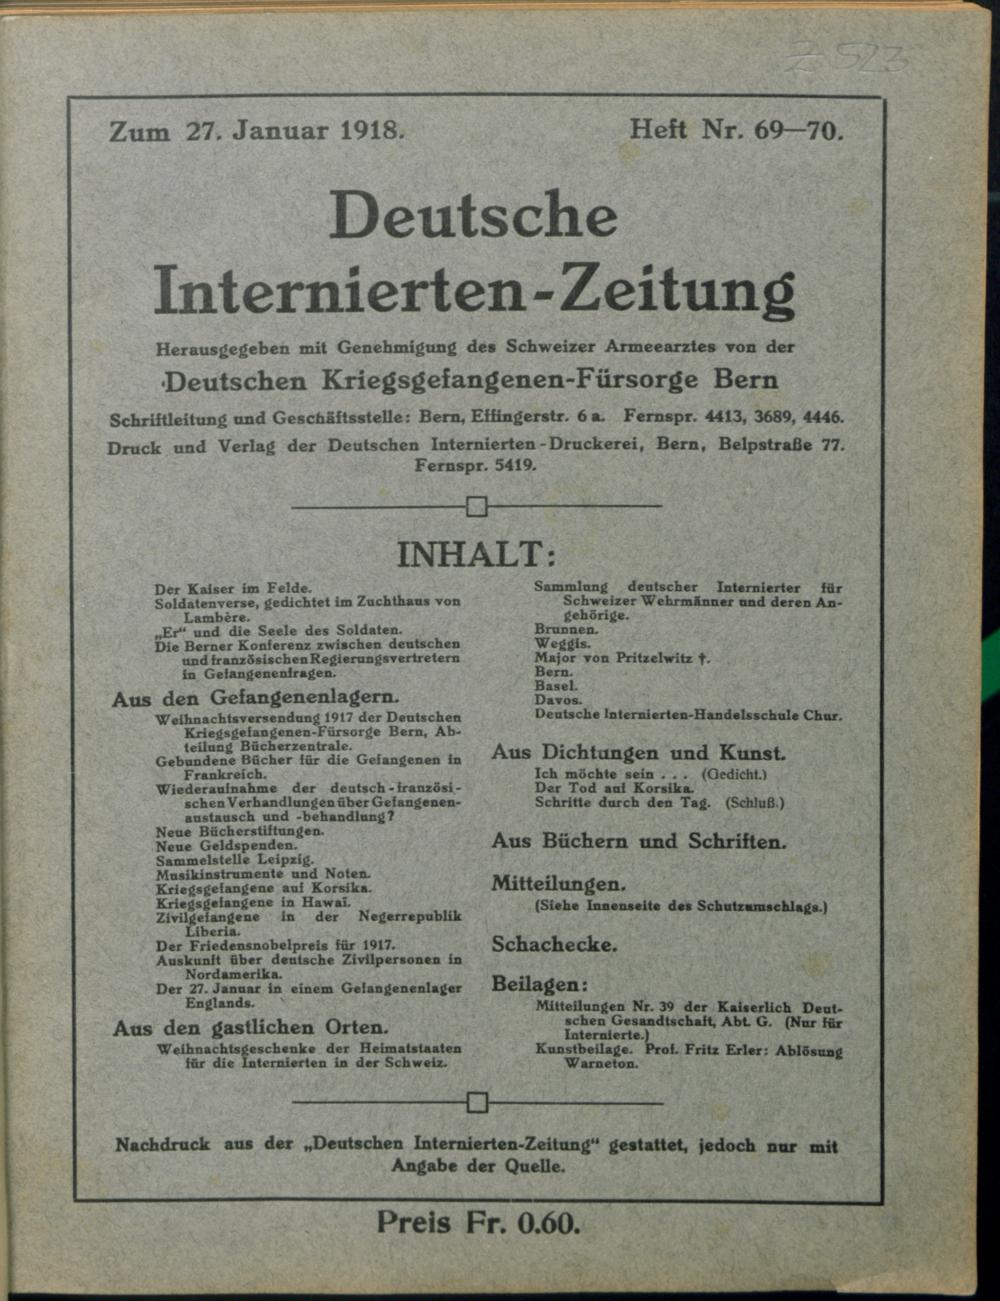 Z 523
Zum 27. Januar 1918.
Heft Nr. 69—70.
Deutsche
Internierten-Zeitung
Herausgegeben mit Genehmigung des Schweizer Armeearztes von der
Deutschen Kriegsgefangenen-Fürsorge Bern
Schriftleitung und Geschäftsstelle: Bern, Effingerstr. 6 a. Fernspr. 4413, 3689, 4446.
Druck und Verlag der Deutschen Internierten-Druckerei, Bern, Belpstraße 77.
Fernspr. 5419.
INHALT:
Der Kaiser im Felde.
Soldatenverse, gedichtet im Zuchthaus von
Lambère.
„Er“ und die Seele des Soldaten.
Die Berner Konferenz zwischen deutschen
und französischen Regierungsvertretern
in Gefangenenfragen.
Aus den Gefangenenlagern.
Weihnachtsversendung 1917 der Deutschen
Kriegsgefangenen-Fürsorge Bern, Ab-
teilung Bücherzentrale.
Gebundene Bücher für die Gefangenen in
Frankreich.
Wiederaufnahme der deutsch-französi-
schen Verhandlungen über Gefangenen-
austausch und -behandlung?
Neue Bücherstiftungen.
Neue Geldspenden.
Sammelstelle Leipzig.
Musikinstrumente und Noten.
Kriegsgefangene auf Korsika.
Kriegsgefangene in Hawaï.
Zivilgefangene in der Negerrepublik
Liberia.
Der Friedensnobelpreis für 1917.
Auskunft über deutsche Zivilpersonen in
Nordamerika.
Der 27. Januar in einem Gefangenenlager
Englands.
Aus den gastlichen Orten.
Weihnachtsgeschenke der Heimatstaaten
für die Internierten in der Schweiz.
Sammlung deutscher Internierter für
Schweizer Wehrmänner und deren An-
gehörige.
Brunnen.
Weggis.
Major von Pritzelwitz †.
Bern.
Basel.
Davos.
Deutsche Internierten-Handelsschule Chur.
Aus Dichtungen und Kunst.
Ich möchte sein . . . (Gedicht.)
Der Tod auf Korsika.
Schritte durch den Tag. (Schluß.)
Aus Büchern und Schriften.
Mitteilungen.
(Siehe Innenseite des Schutzumschlags.)
Schachecke.
Beilagen:
Mitteilungen Nr. 39 der Kaiserlich Deut-
schen Gesandtschaft, Abt. G. (Nur für
Internierte.)
Kunstbeilage. Prof. Fritz Erler: Ablösung
Warneton.
Nachdruck aus der „Deutschen Internierten-Zeitung“ gestattet, jedoch nur mit
Angabe der Quelle.
Preis Fr. 0.60.